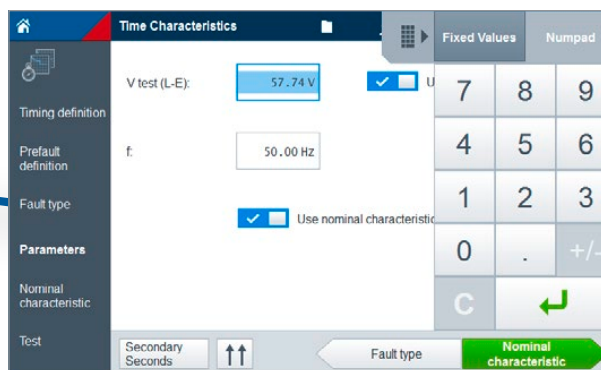 Time Characteristics
Fixed Values
Numpad
Timing definition
Prefault
definition
Fault type
Parameters
Nominal
characteristic
Test
V test (L-E):
57.74 V
U
f:
50.00 Hz
Use nominal characteristic
7 8 9
4 5 6
1 2 3
0 . +/-
C
Secondary
Seconds
Fault type
Nominal
characteristic